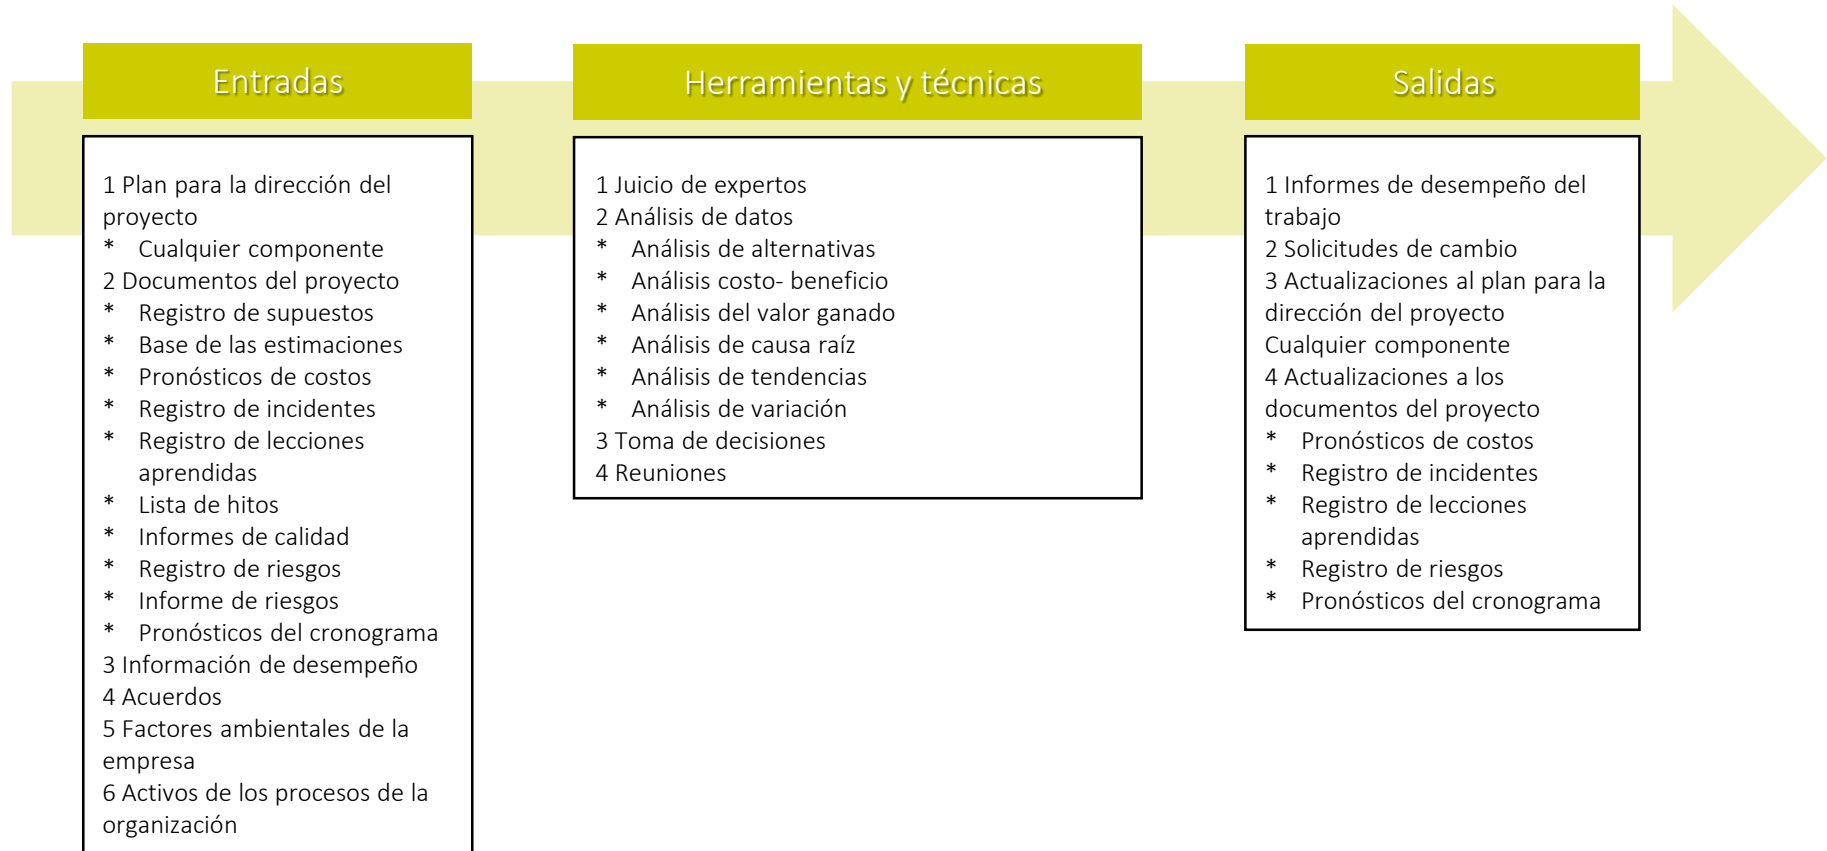 Entradas
1 Plan para la dirección del
proyecto
* Cualquier componente
2 Documentos del proyecto
* Registro de supuestos
* Base de las estimaciones
* Pronósticos de costos
* Registro de incidentes
* Registro de lecciones
aprendidas
* Lista de hitos
* Informes de calidad
* Registro de riesgos
* Informe de riesgos
* Pronósticos del cronograma
3 Información de desempeño
4 Acuerdos
5 Factores ambientales de la
empresa
6 Activos de los procesos de la
organización
Herramientas y técnicas
1 Juicio de expertos
2 Análisis de datos
* Análisis de alternativas
* Análisis costo- beneficio
* Análisis del valor ganado
* Análisis de causa raíz
* Análisis de tendencias
* Análisis de variación
3 Toma de decisiones
4 Reuniones
Salidas
1 Informes de desempeño del
trabajo
2 Solicitudes de cambio
3 Actualizaciones al plan para la
dirección del proyecto
Cualquier componente
4 Actualizaciones a los
documentos del proyecto
* Pronósticos de costos
* Registro de incidentes
* Registro de lecciones
aprendidas
* Registro de riesgos
* Pronósticos del cronograma